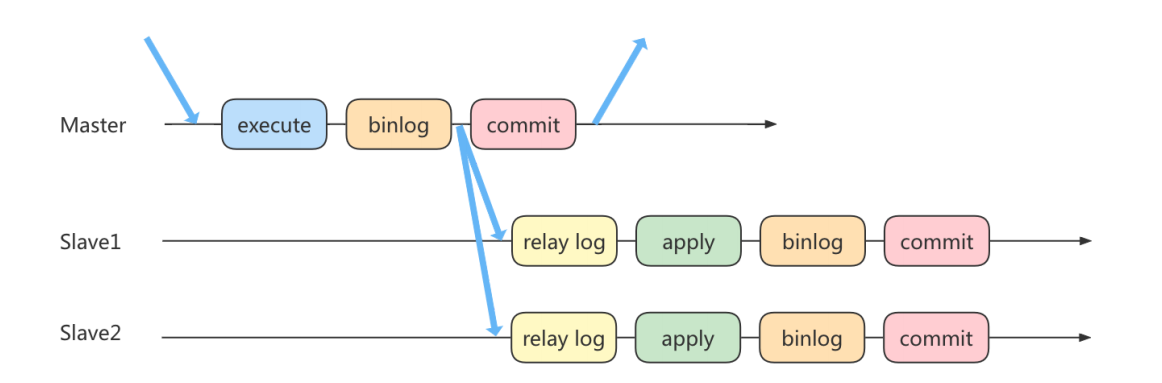 Master execute binlog commit
Slave1 relay log apply binlog commit
Slave2 relay log apply binlog commit